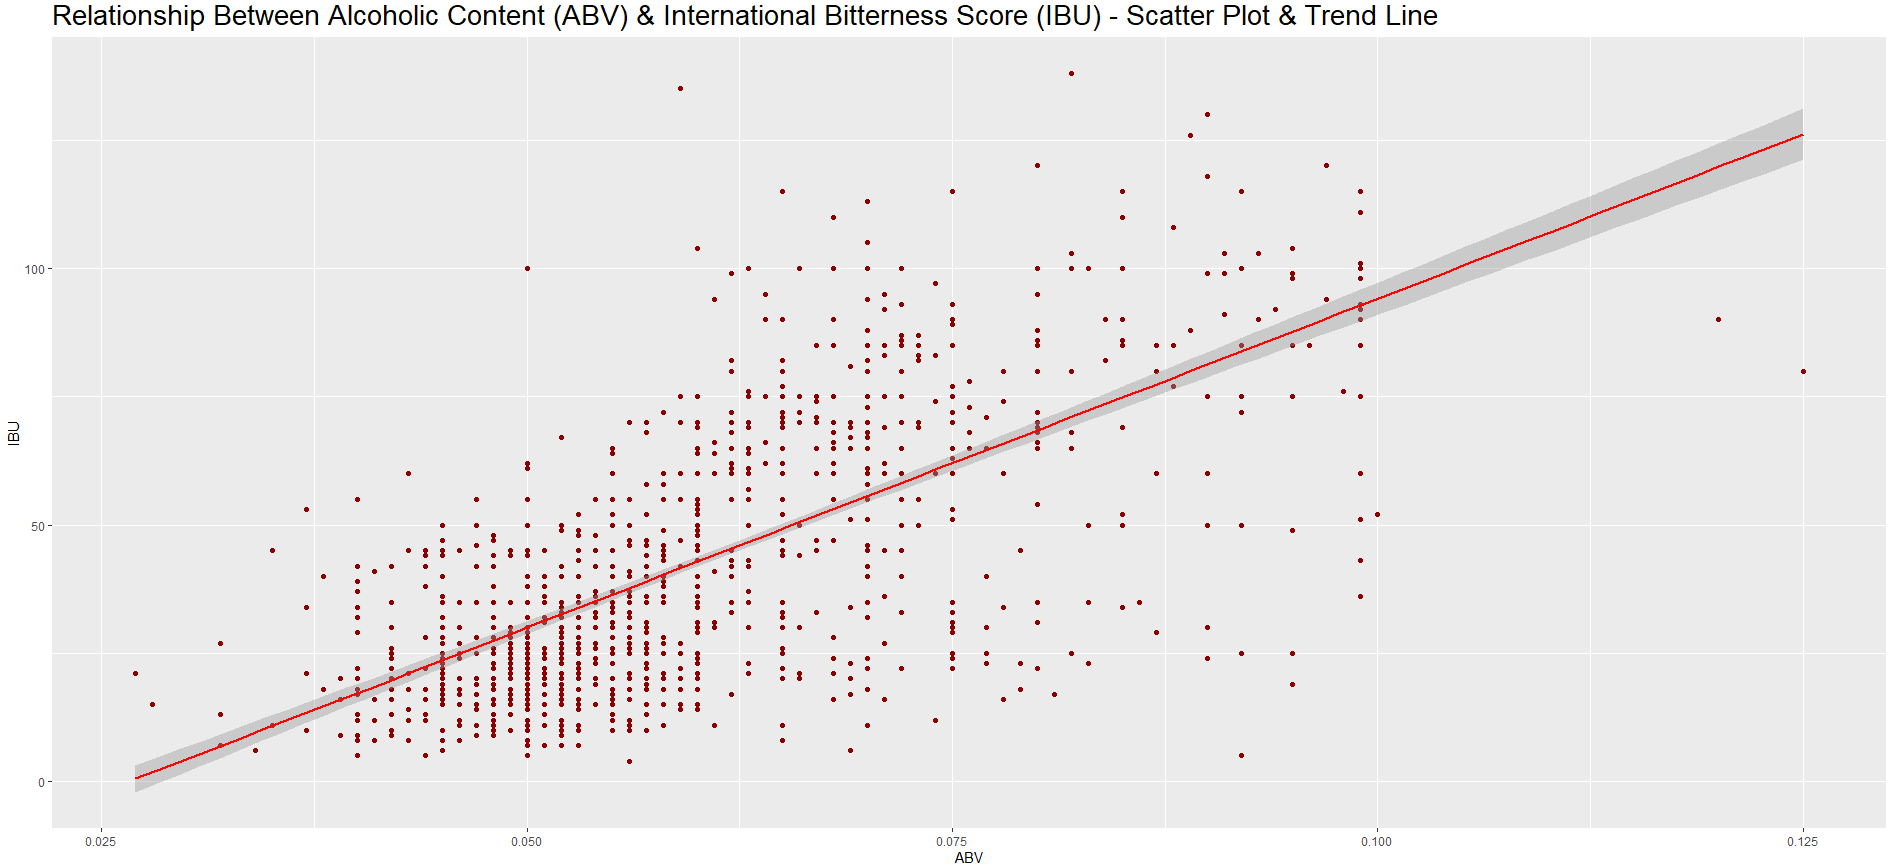 Relationship Between Alcoholic Content (ABV) & International Bitterness Score (IBU) - Scatter Plot & Trend Line
100
50
0
IBU
0.025
0.050
0.075
0.100
0.125
ABV